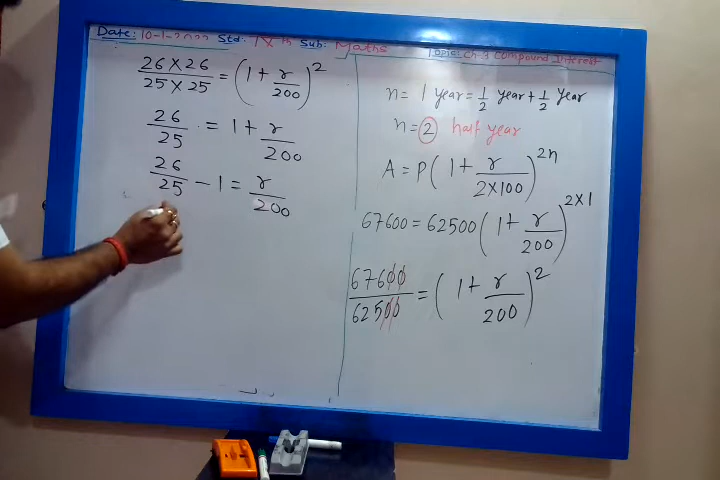 Date: 10-1-2022 Std. IX th Sub: Maths Topic: ch-3 Compound Interest
26 × 26 / 25 × 25 = (1 + r/200)^2
26/25 = 1 + r/200
26/25 - 1 = r/200
n = 1 year = 1/2 year + 1/2 year
n = 2 half year
A = P(1 + r/2×100)^2n
67600 = 62500(1 + r/200)^2×1
67600/62500 = (1 + r/200)^2